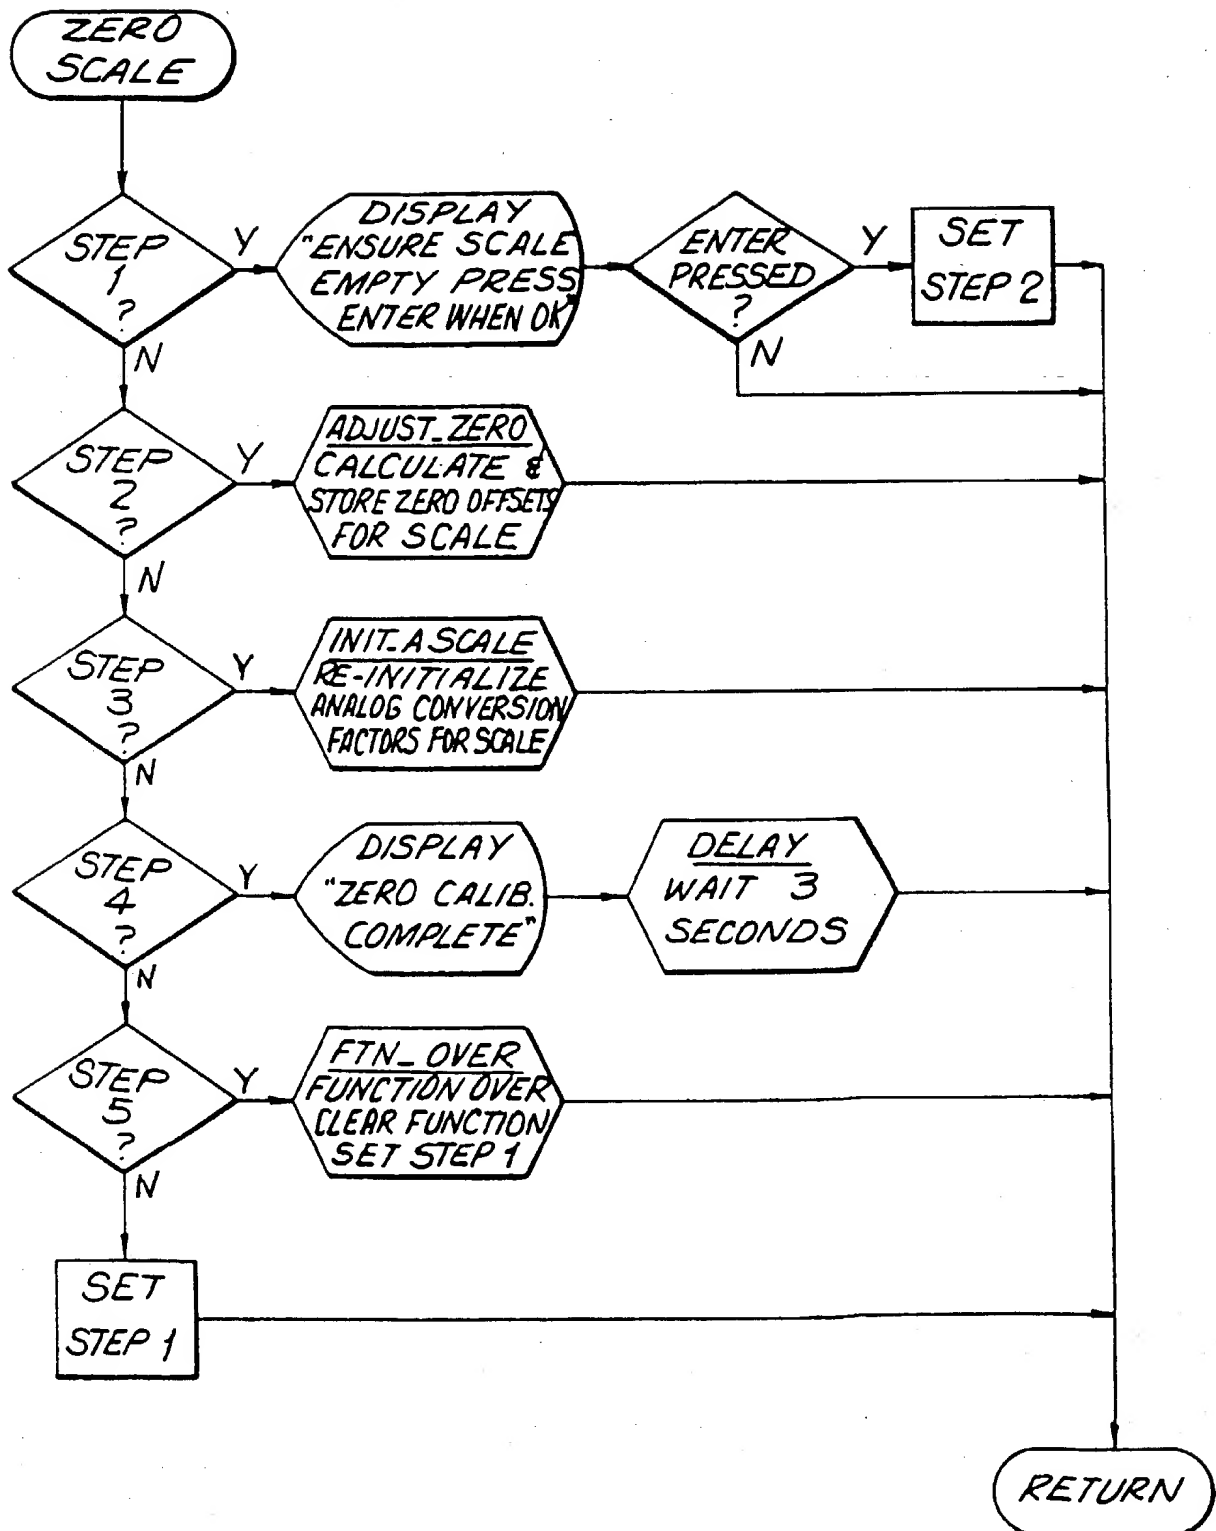 ZERO
SCALE
STEP
1
?
Y
DISPLAY
"ENSURE SCALE
EMPTY PRESS
ENTER WHEN OK"
ENTER
PRESSED
?
Y
SET
STEP 2
N
N
STEP
2
?
Y
ADJUST_ZERO
CALCULATE &
STORE ZERO OFFSETS
FOR SCALE
N
STEP
3
?
Y
INIT_A SCALE
RE-INITIALIZE
ANALOG CONVERSION
FACTORS FOR SCALE
N
STEP
4
?
Y
DISPLAY
"ZERO CALIB.
COMPLETE"
DELAY
WAIT 3
SECONDS
N
STEP
5
?
Y
FTN_OVER
FUNCTION OVER
CLEAR FUNCTION
SET STEP 1
N
SET
STEP 1
RETURN